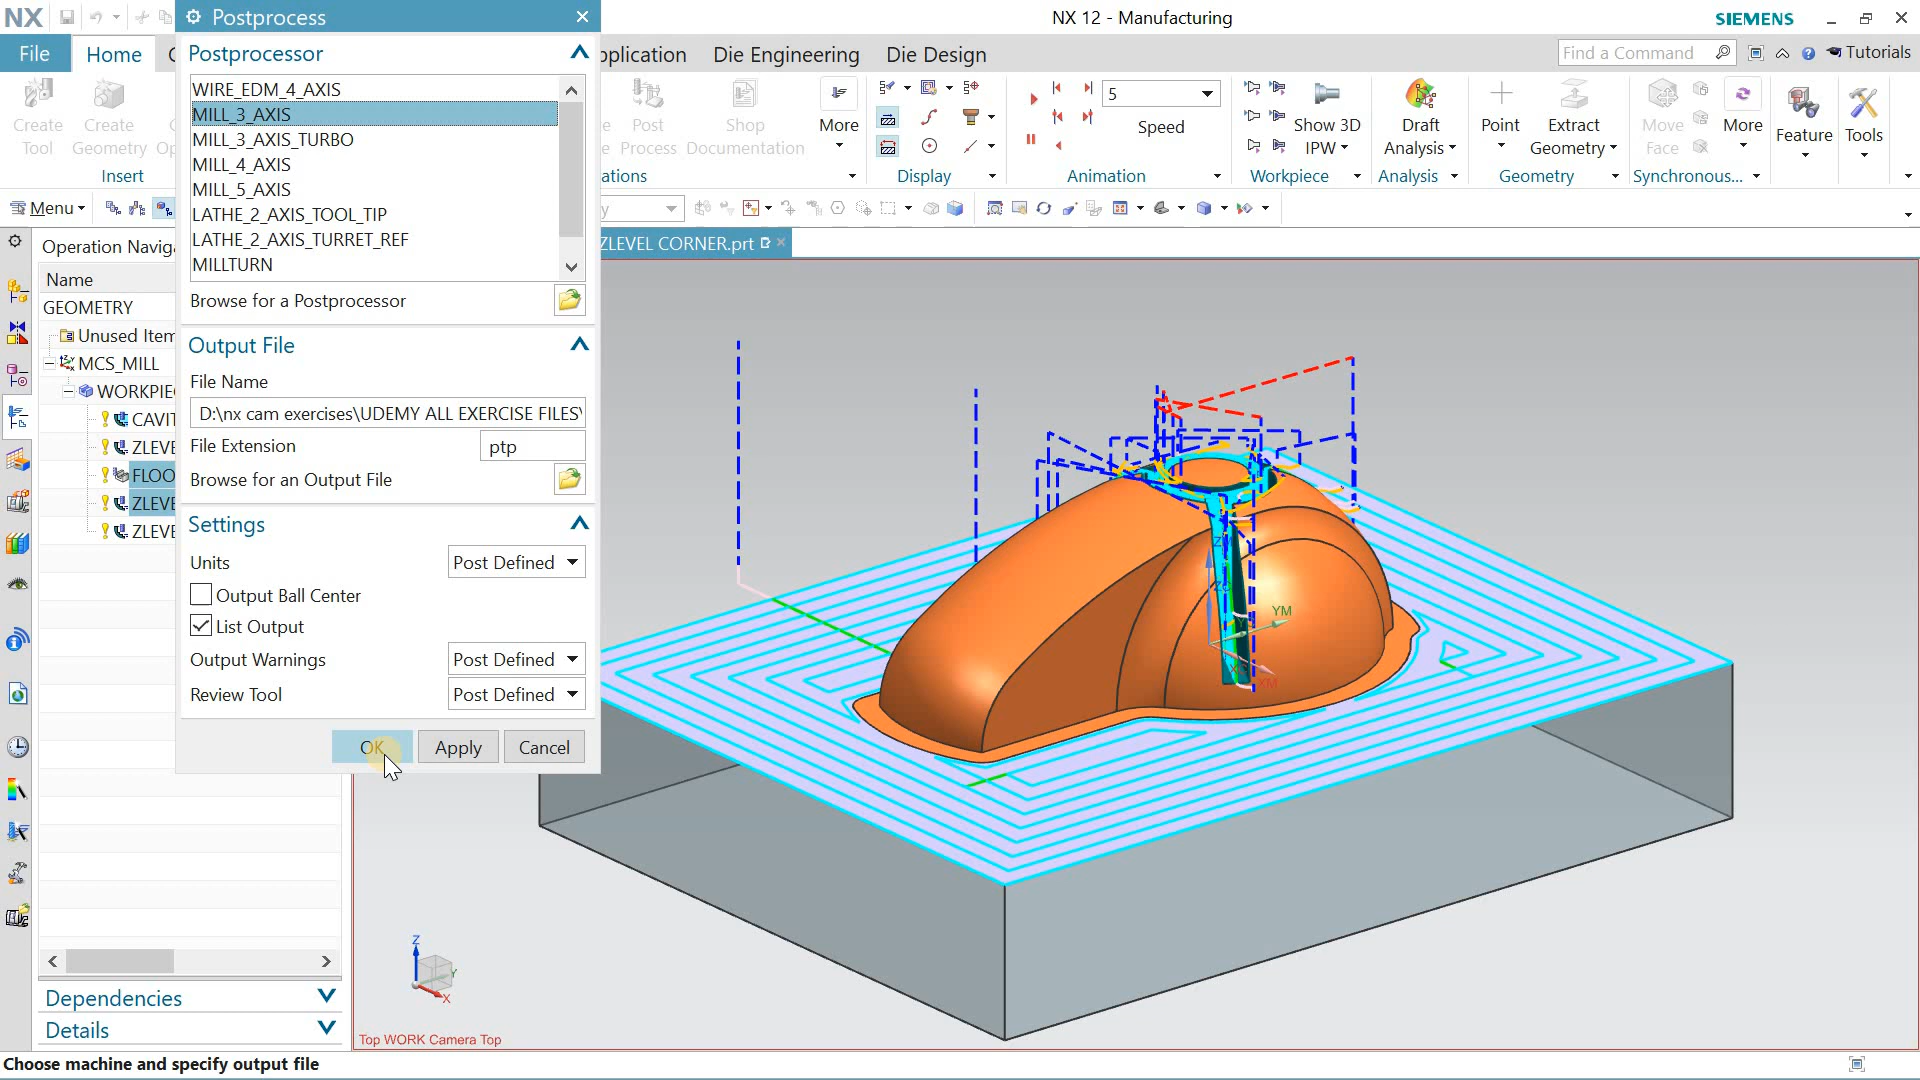 NX
Postprocess
NX 12 - Manufacturing
SIEMENS
File
Home
Die Engineering
Die Design
Find a Command
Tutorials
Postprocessor
WIRE_EDM_4_AXIS
MILL_3_AXIS
MILL_3_AXIS_TURBO
MILL_4_AXIS
MILL_5_AXIS
LATHE_2_AXIS_TOOL_TIP
LATHE_2_AXIS_TURRET_REF
MILLTURN
Browse for a Postprocessor
Output File
File Name
D:\nx cam exercises\UDEMY ALL EXERCISE FILES\
File Extension
ptp
Browse for an Output File
Settings
Units
Post Defined
Output Ball Center
List Output
Output Warnings
Post Defined
Review Tool
Post Defined
OK
Apply
Cancel
Create Tool
Create Geometry
Insert
Post Process
Shop Documentation
More
Display
5
Speed
Animation
Show 3D IPW
Workpiece
Draft Analysis
Analysis
Point
Extract Geometry
Geometry
Move Face
More
Synchronous...
Feature
Tools
Menu
ZLEVEL CORNER.prt
Operation Naviga
Name
GEOMETRY
Unused Item
MCS_MILL
WORKPIE
CAVIT
ZLEVE
FLOO
ZLEVE
ZLEVE
YM
XM
Z
Y
X
Top WORK Camera Top
Dependencies
Details
Choose machine and specify output file